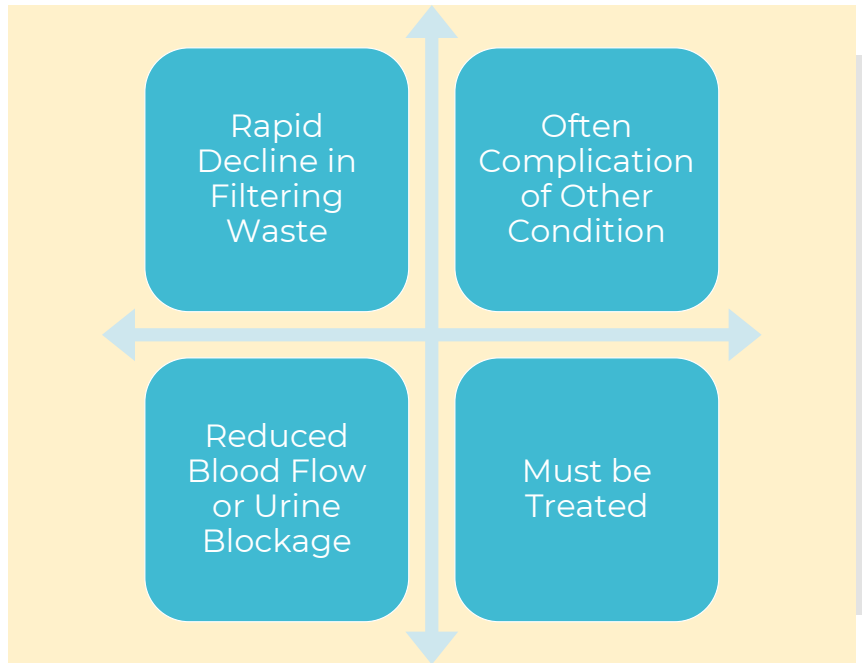 Rapid
Decline in
Filtering
Waste
Often
Complication
of Other
Condition
Reduced
Blood Flow
or Urine
Blockage
Must be
Treated